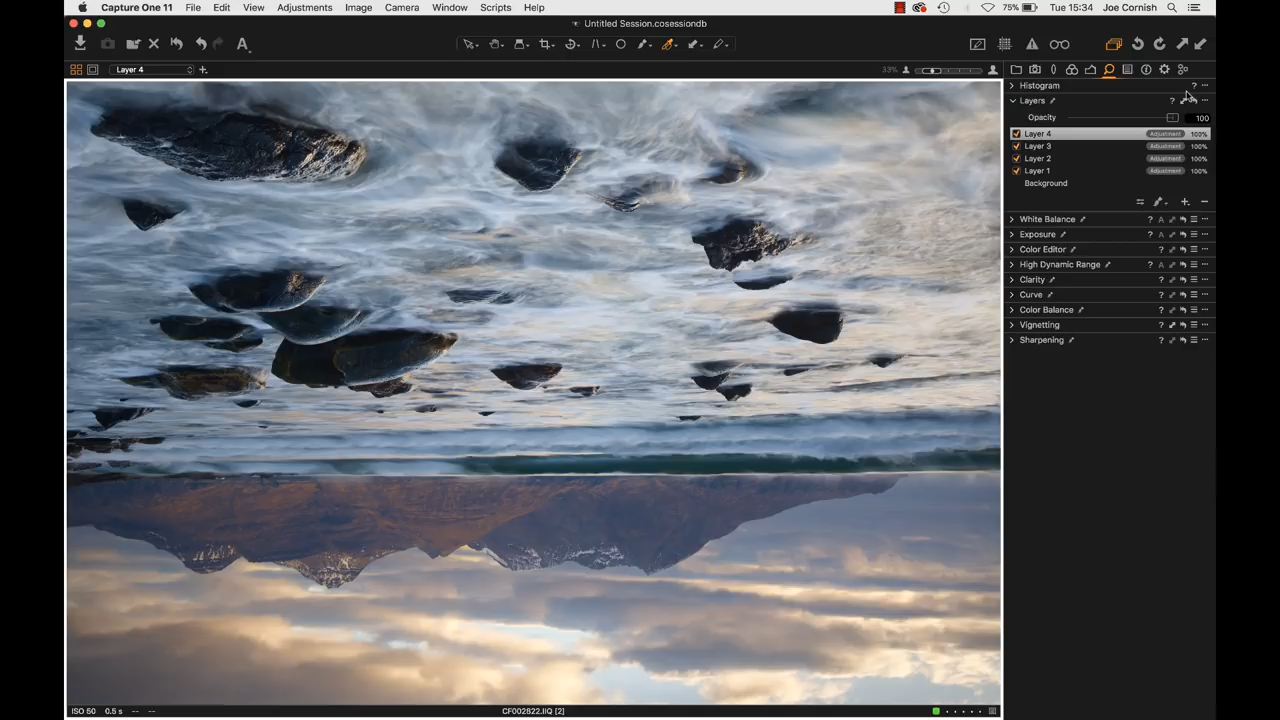 Capture One 11 File Edit View Adjustments Image Camera Window Scripts Help 75% Tue 15:34 Joe Cornish
Untitled Session.cosessiondb
Layer 4 33%
Histogram
Layers
Opacity 100
Layer 4 Adjustment 100%
Layer 3 Adjustment 100%
Layer 2 Adjustment 100%
Layer 1 Adjustment 100%
Background
White Balance
Exposure
Color Editor
High Dynamic Range
Clarity
Curve
Color Balance
Vignetting
Sharpening
ISO 50 0.5 s -- -- CF002822.IIQ [2]